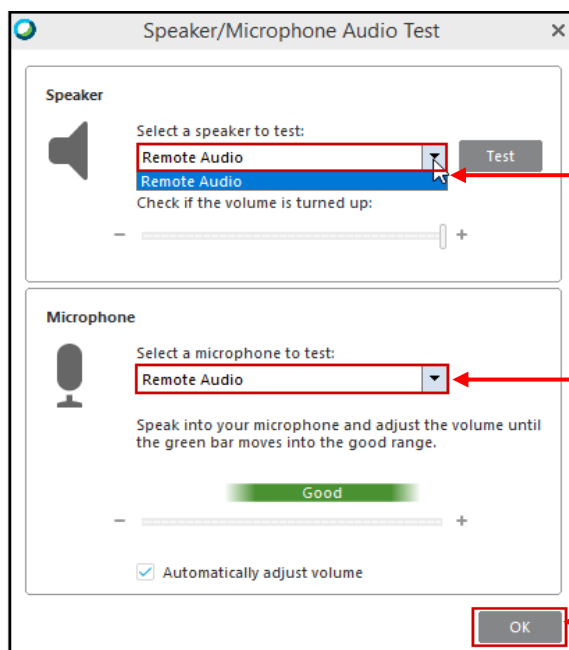 Speaker/Microphone Audio Test
Speaker
Select a speaker to test:
Remote Audio
Test
Remote Audio
Check if the volume is turned up:
Microphone
Select a microphone to test:
Remote Audio
Speak into your microphone and adjust the volume until
the green bar moves into the good range.
Good
Automatically adjust volume
OK